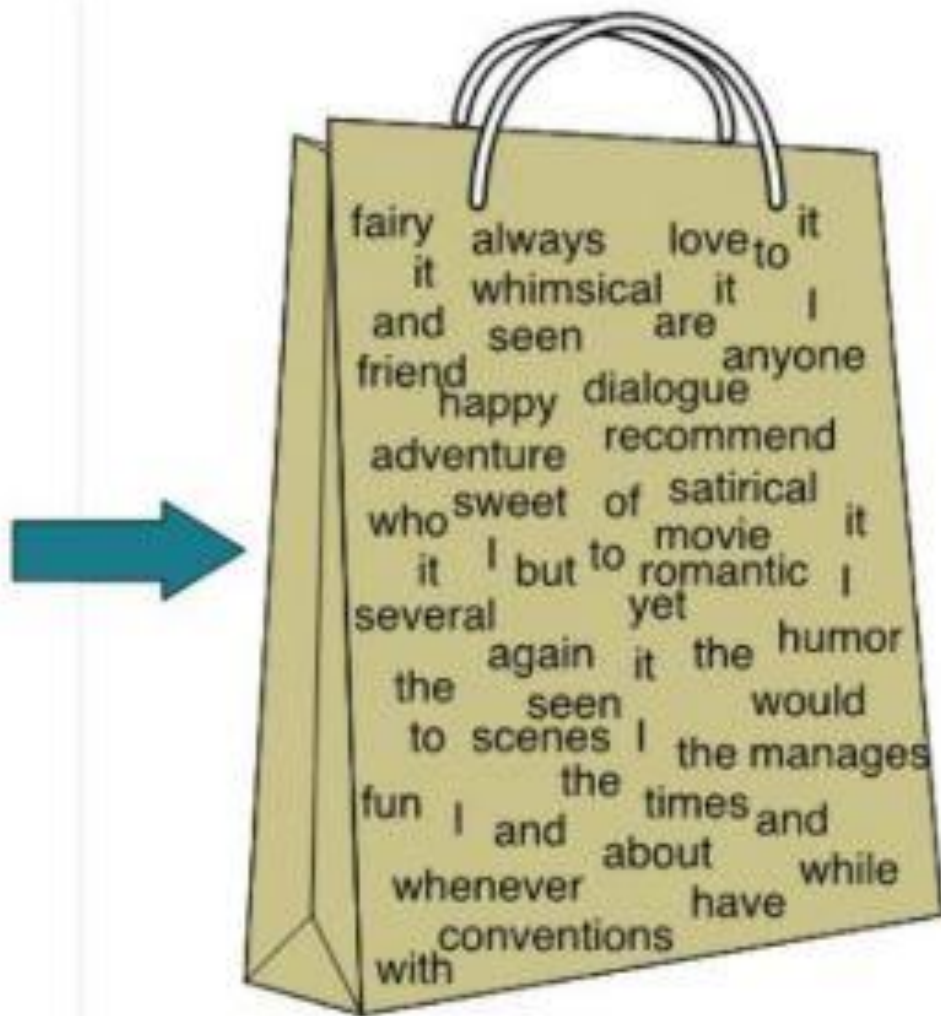 fairy always love to it
it whimsical it I
and seen are
anyone
friend happy dialogue
adventure recommend
who sweet of satirical
movie it
it I but to romantic I
several yet
again it the humor
the seen would
to scenes I the manages
the
fun I and times and
about
whenever have while
conventions
with